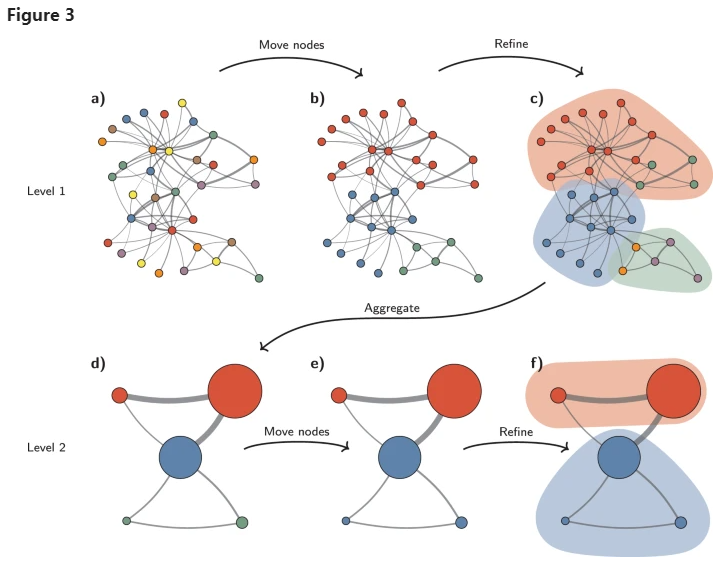 Figure 3
Move nodes
Refine
a)
b)
c)
Level 1
Aggregate
d)
e)
f)
Move nodes
Refine
Level 2